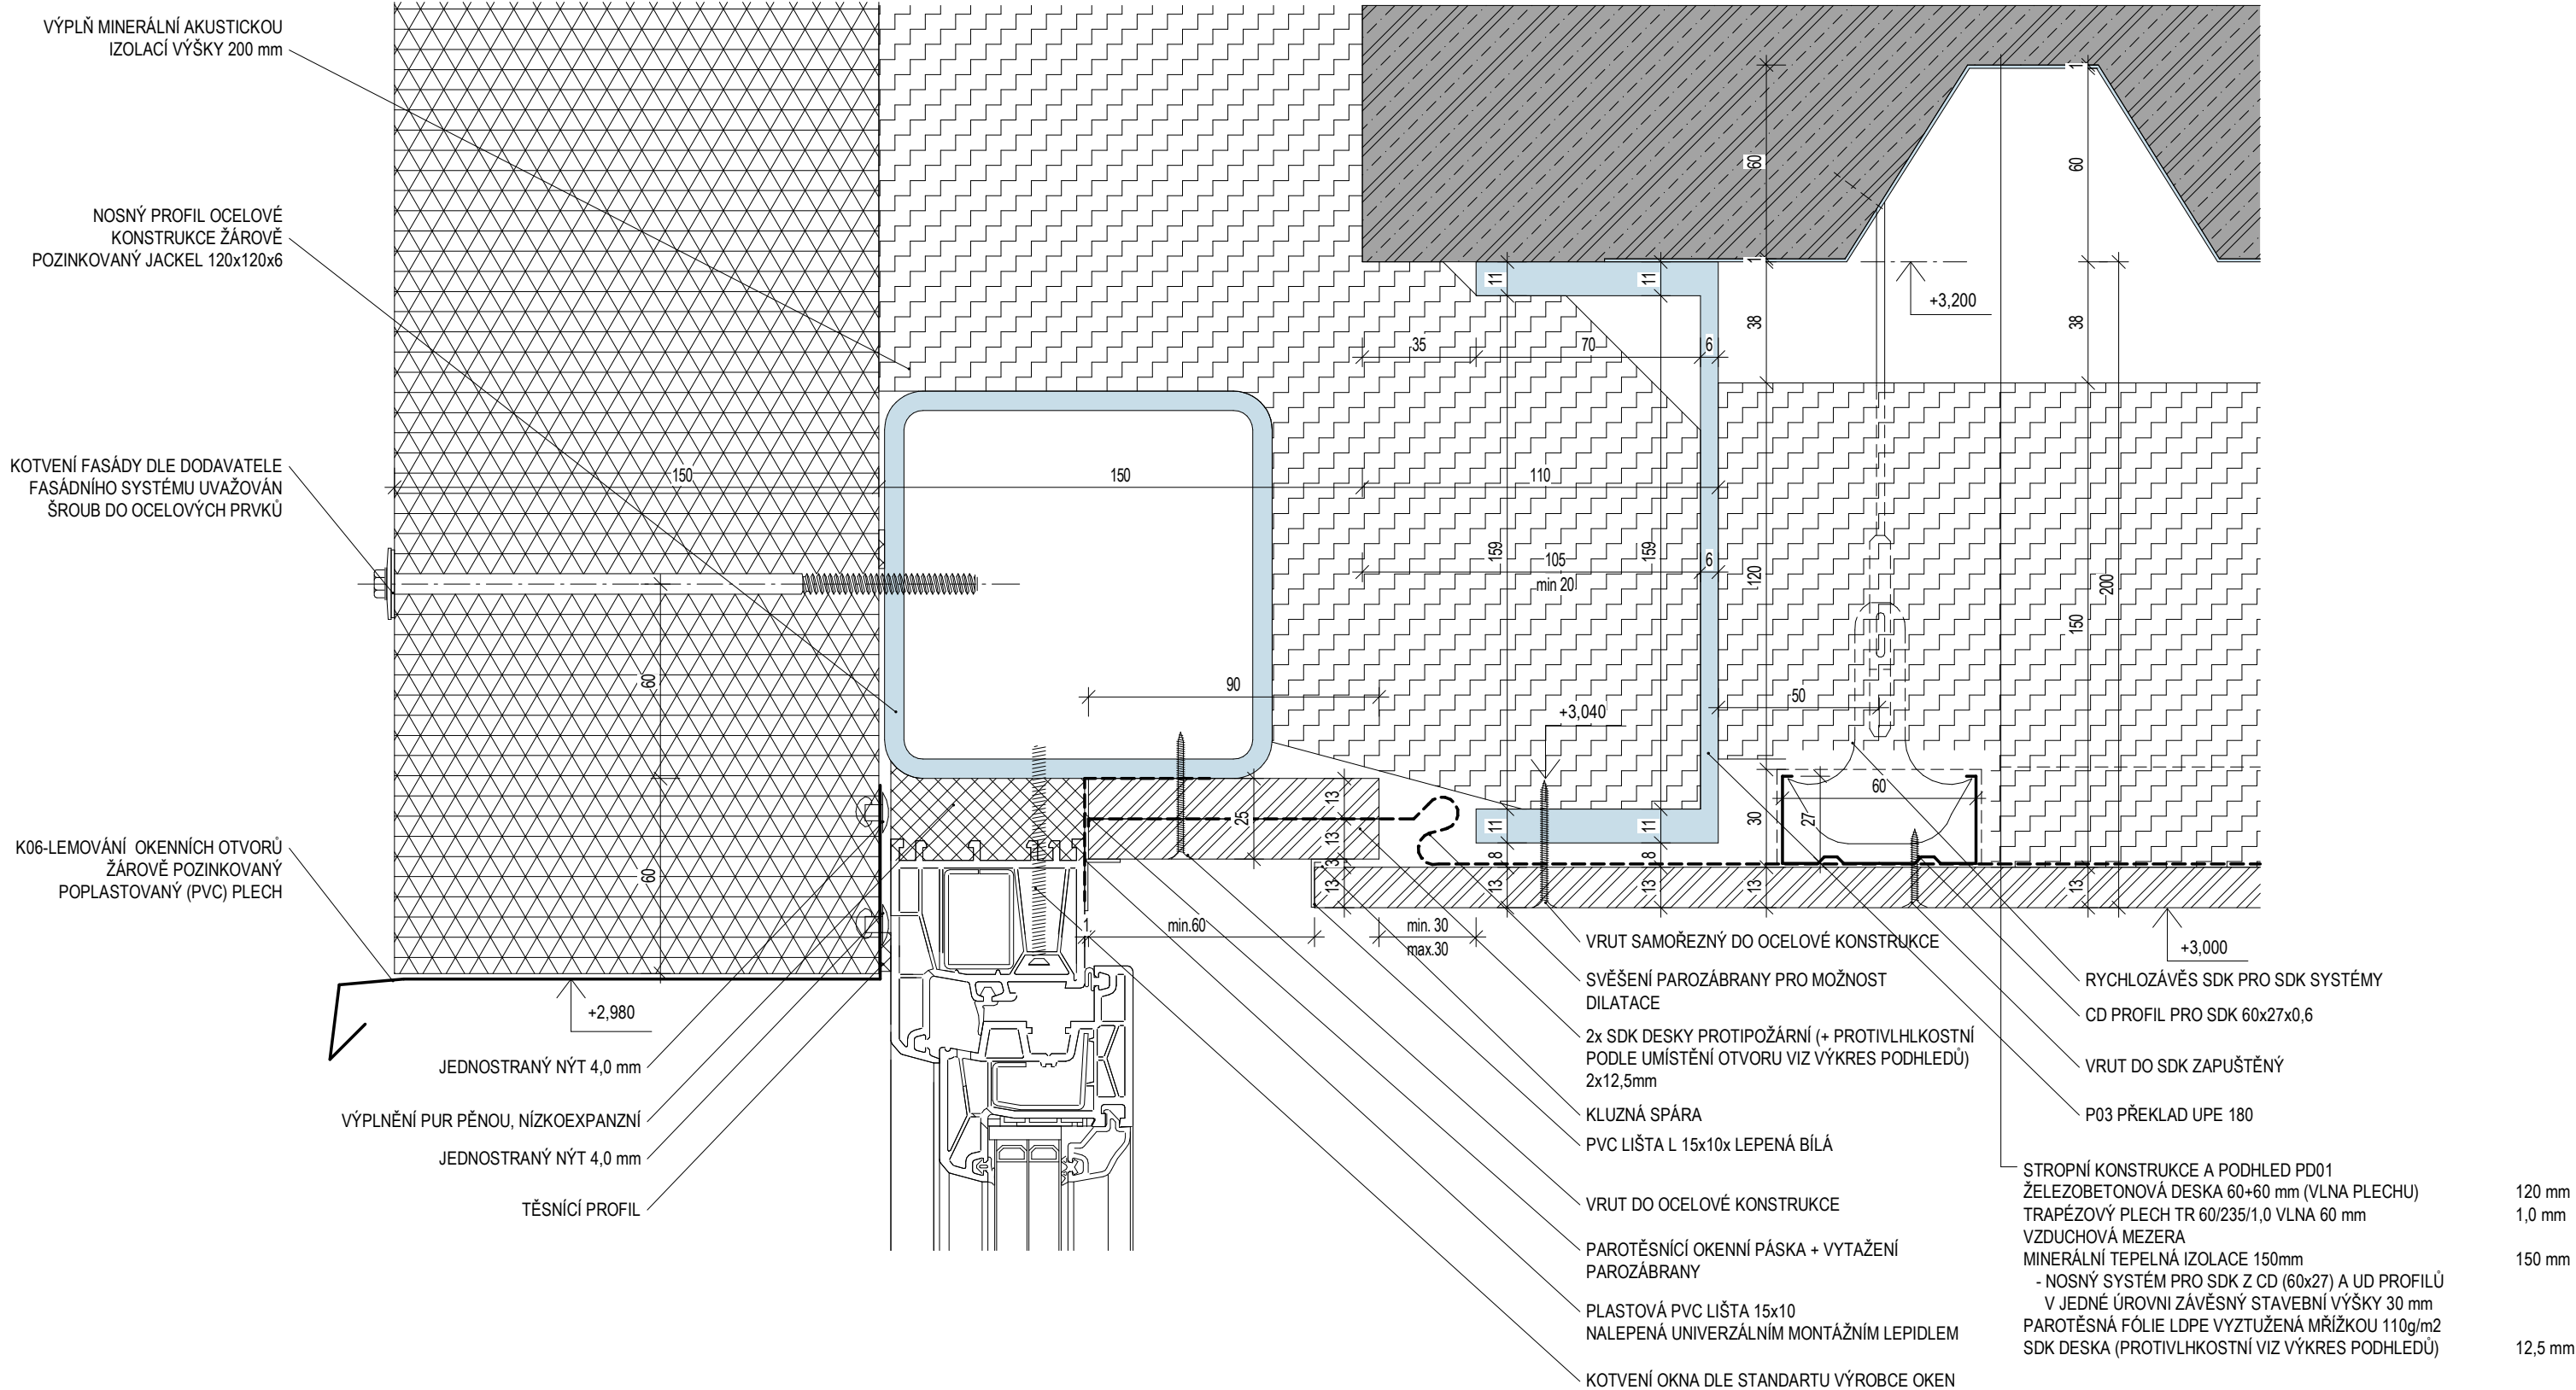 VÝPLŇ MINERÁLNÍ AKUSTICKOU
IZOLACÍ VÝŠKY 200 mm
NOSNÝ PROFIL OCELOVÉ
KONSTRUKCE ŽÁROVĚ
POZINKOVANÝ JACKEL 120x120x6
KOTVENÍ FASÁDY DLE DODAVATELE
FASÁDNÍHO SYSTÉMU UVAŽOVÁN
ŠROUB DO OCELOVÝCH PRVKŮ
K06-LEMOVÁNÍ OKENNÍCH OTVORŮ
ŽÁROVĚ POZINKOVANÝ
POPLASTOVANÝ (PVC) PLECH
JEDNOSTRANÝ NÝT 4,0 mm
VÝPLNĚNÍ PUR PĚNOU, NÍZKOEXPANZNÍ
JEDNOSTRANÝ NÝT 4,0 mm
TĚSNÍCÍ PROFIL
150
150
110
60
60
+2,980
90
25
1
min.60
13
13
3
13
min. 30
max.30
35
70
6
105
min 20
6
11
159
11
8
13
11
159
11
8
13
+3,040
60
1
38
120
30
13
50
60
27
+3,200
1
60
38
150
13
200
+3,000
VRUT SAMOŘEZNÝ DO OCELOVÉ KONSTRUKCE
SVĚŠENÍ PAROZÁBRANY PRO MOŽNOST
DILATACE
2x SDK DESKY PROTIPOŽÁRNÍ (+ PROTIVLHLKOSTNÍ
PODLE UMÍSTĚNÍ OTVORU VIZ VÝKRES PODHLEDŮ)
2x12,5mm
KLUZNÁ SPÁRA
PVC LIŠTA L 15x10x LEPENÁ BÍLÁ
VRUT DO OCELOVÉ KONSTRUKCE
PAROTĚSNÍCÍ OKENNÍ PÁSKA + VYTAŽENÍ
PAROZÁBRANY
PLASTOVÁ PVC LIŠTA 15x10
NALEPENÁ UNIVERZÁLNÍM MONTÁŽNÍM LEPIDLEM
KOTVENÍ OKNA DLE STANDARTU VÝROBCE OKEN
RYCHLOZÁVĚS SDK PRO SDK SYSTÉMY
CD PROFIL PRO SDK 60x27x0,6
VRUT DO SDK ZAPUŠTĚNÝ
P03 PŘEKLAD UPE 180
STROPNÍ KONSTRUKCE A PODHLED PD01
ŽELEZOBETONOVÁ DESKA 60+60 mm (VLNA PLECHU) 120 mm
TRAPÉZOVÝ PLECH TR 60/235/1,0 VLNA 60 mm 1,0 mm
VZDUCHOVÁ MEZERA
MINERÁLNÍ TEPELNÁ IZOLACE 150mm 150 mm
- NOSNÝ SYSTÉM PRO SDK Z CD (60x27) A UD PROFILŮ
V JEDNÉ ÚROVNI ZÁVĚSNÝ STAVEBNÍ VÝŠKY 30 mm
PAROTĚSNÁ FÓLIE LDPE VYZTUŽENÁ MŘÍŽKOU 110g/m2
SDK DESKA (PROTIVLHKOSTNÍ VIZ VÝKRES PODHLEDŮ) 12,5 mm